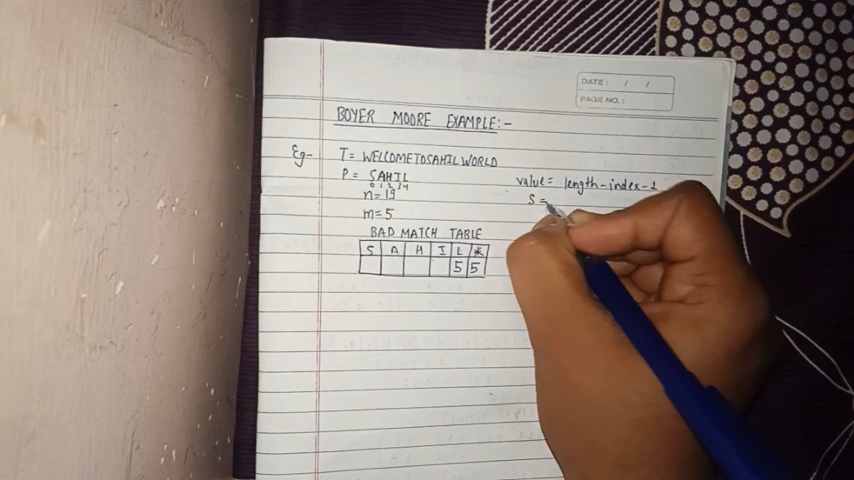 DATE: / /
PAGE NO.:
BOYER MOORE EXAMPLE:-
Eg- T = WELCOMETOSAHILWORLD
P = SAHIL
0 1 2 3 4
n = 19
m = 5
value = length - index - 1
S =
BAD MATCH TABLE
S A H I L *
5 5